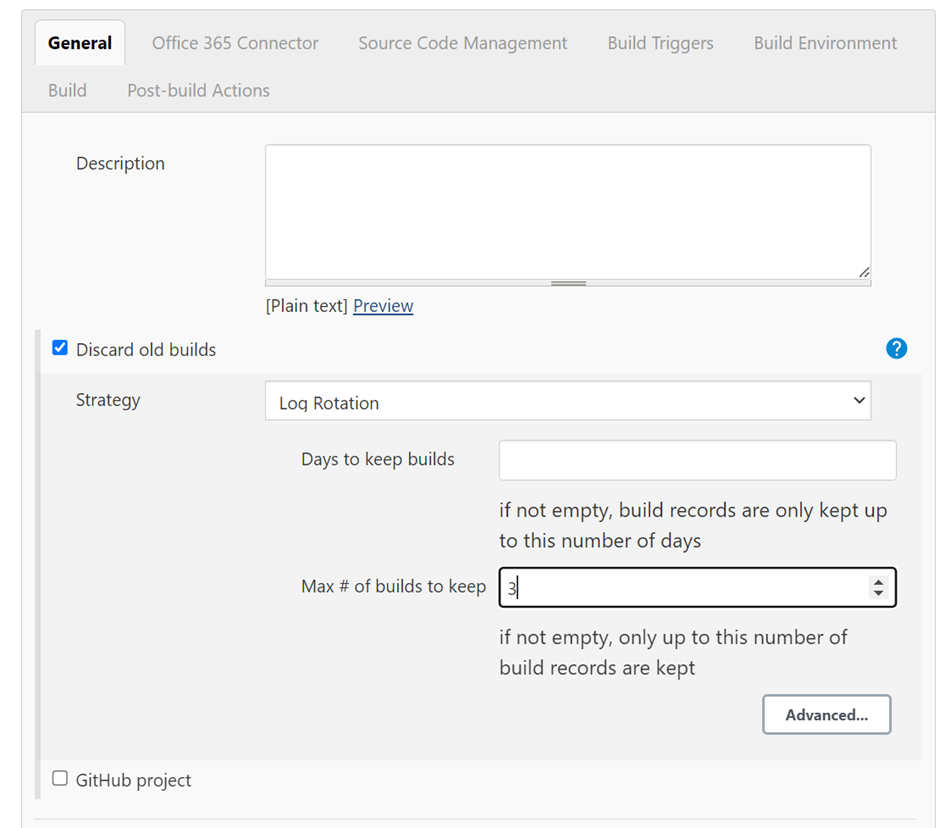 General Office 365 Connector Source Code Management Build Triggers Build Environment
Build Post-build Actions
Description
[Plain text] Preview
Discard old builds ?
Strategy Log Rotation
Days to keep builds
if not empty, build records are only kept up
to this number of days
Max # of builds to keep 3
if not empty, only up to this number of
build records are kept
Advanced...
GitHub project